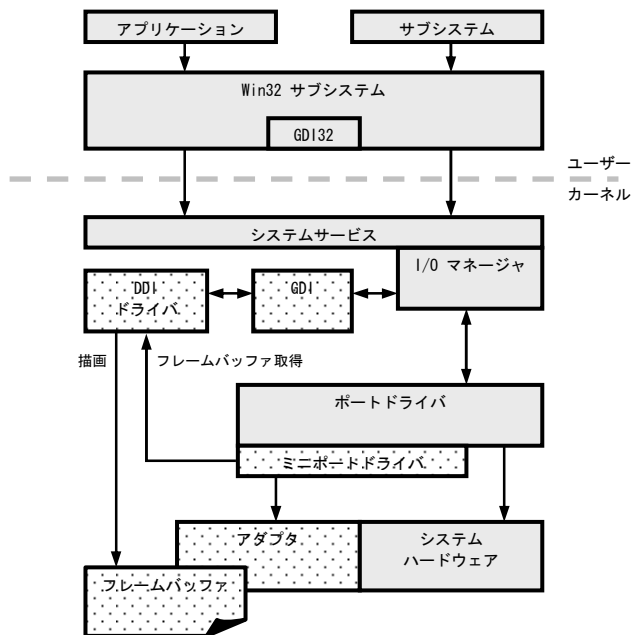 アプリケーション
サブシステム
Win32 サブシステム
GDI32
ユーザー
カーネル
システムサービス
I/O マネージャ
DDI
ドライバ
GDI
描画
フレームバッファ取得
ポートドライバ
ミニポートドライバ
アダプタ
システム
ハードウェア
フレームバッファ